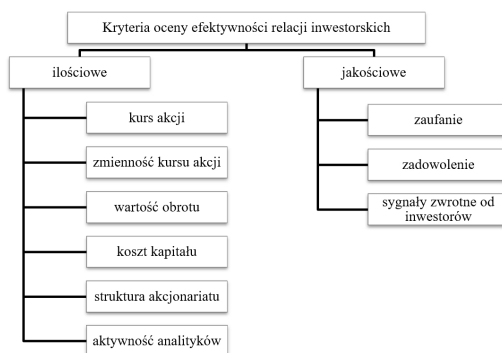 Kryteria oceny efektywności relacji inwestorskich
ilościowe
kurs akcji
zmienność kursu akcji
wartość obrotu
koszt kapitału
struktura akcjonariatu
aktywność analityków
jakościowe
zaufanie
zadowolenie
sygnały zwrotne od
inwestorów